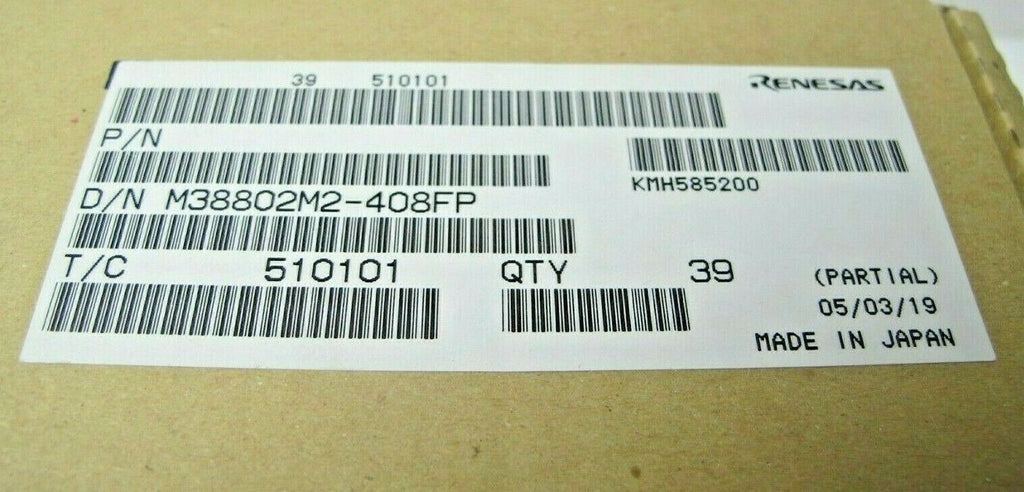 39 510101
RENESAS
P/N
KMH585200
D/N M38802M2-408FP
T/C 510101 QTY 39 (PARTIAL)
05/03/19
MADE IN JAPAN